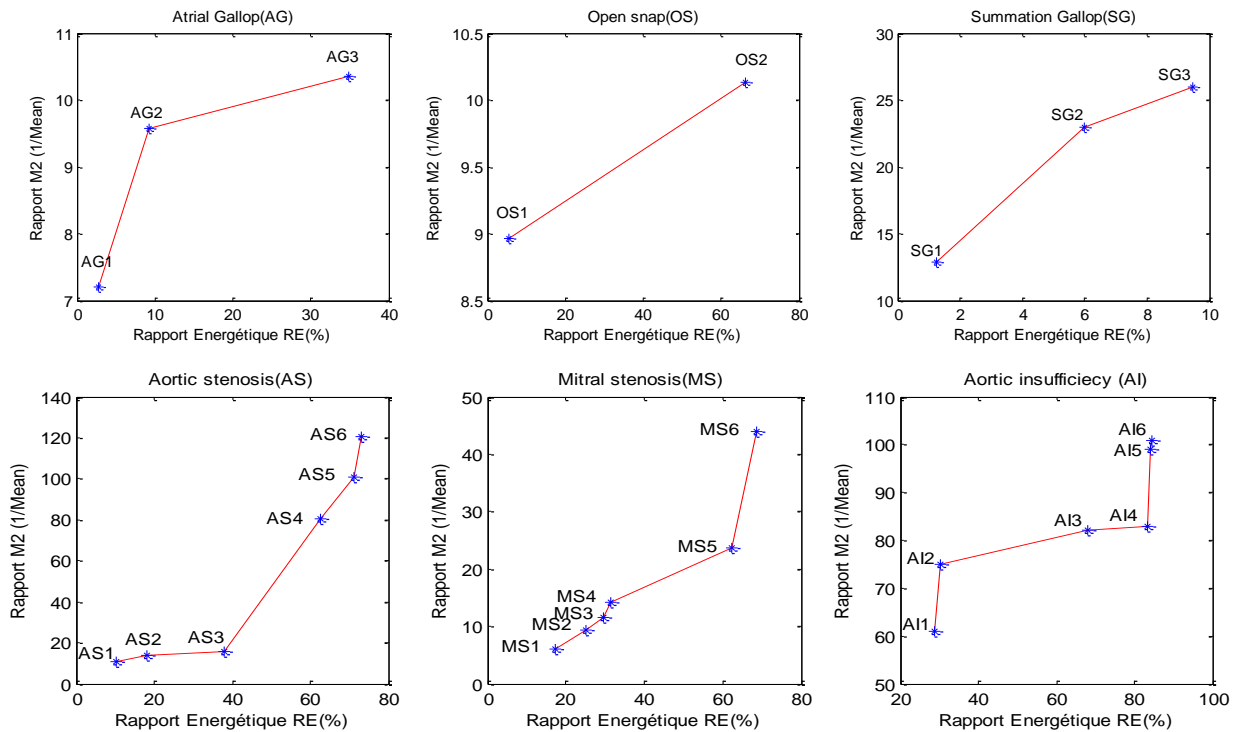 Atrial Gallop(AG)
11
10
9
8
7
0 10 20 30 40
Rapport M2 (1/Mean)
Rapport Energétique RE(%)
AG1
AG2
AG3
Open snap(OS)
10.5
10
9.5
9
8.5
0 20 40 60 80
Rapport M2 (1/Mean)
Rapport Energétique RE(%)
OS1
OS2
Summation Gallop(SG)
30
25
20
15
10
0 2 4 6 8 10
Rapport M2 (1/Mean)
Rapport Energétique RE(%)
SG1
SG2
SG3
Aortic stenosis(AS)
140
120
100
80
60
40
20
0
0 20 40 60 80
Rapport M2 (1/Mean)
Rapport Energétique RE(%)
AS1
AS2
AS3
AS4
AS5
AS6
Mitral stenosis(MS)
50
40
30
20
10
0
0 20 40 60 80
Rapport M2 (1/Mean)
Rapport Energétique RE(%)
MS1
MS2
MS3
MS4
MS5
MS6
Aortic insufficiecy (AI)
110
100
90
80
70
60
50
20 40 60 80 100
Rapport M2 (1/Mean)
Rapport Energétique RE(%)
AI1
AI2
AI3
AI4
AI5
AI6